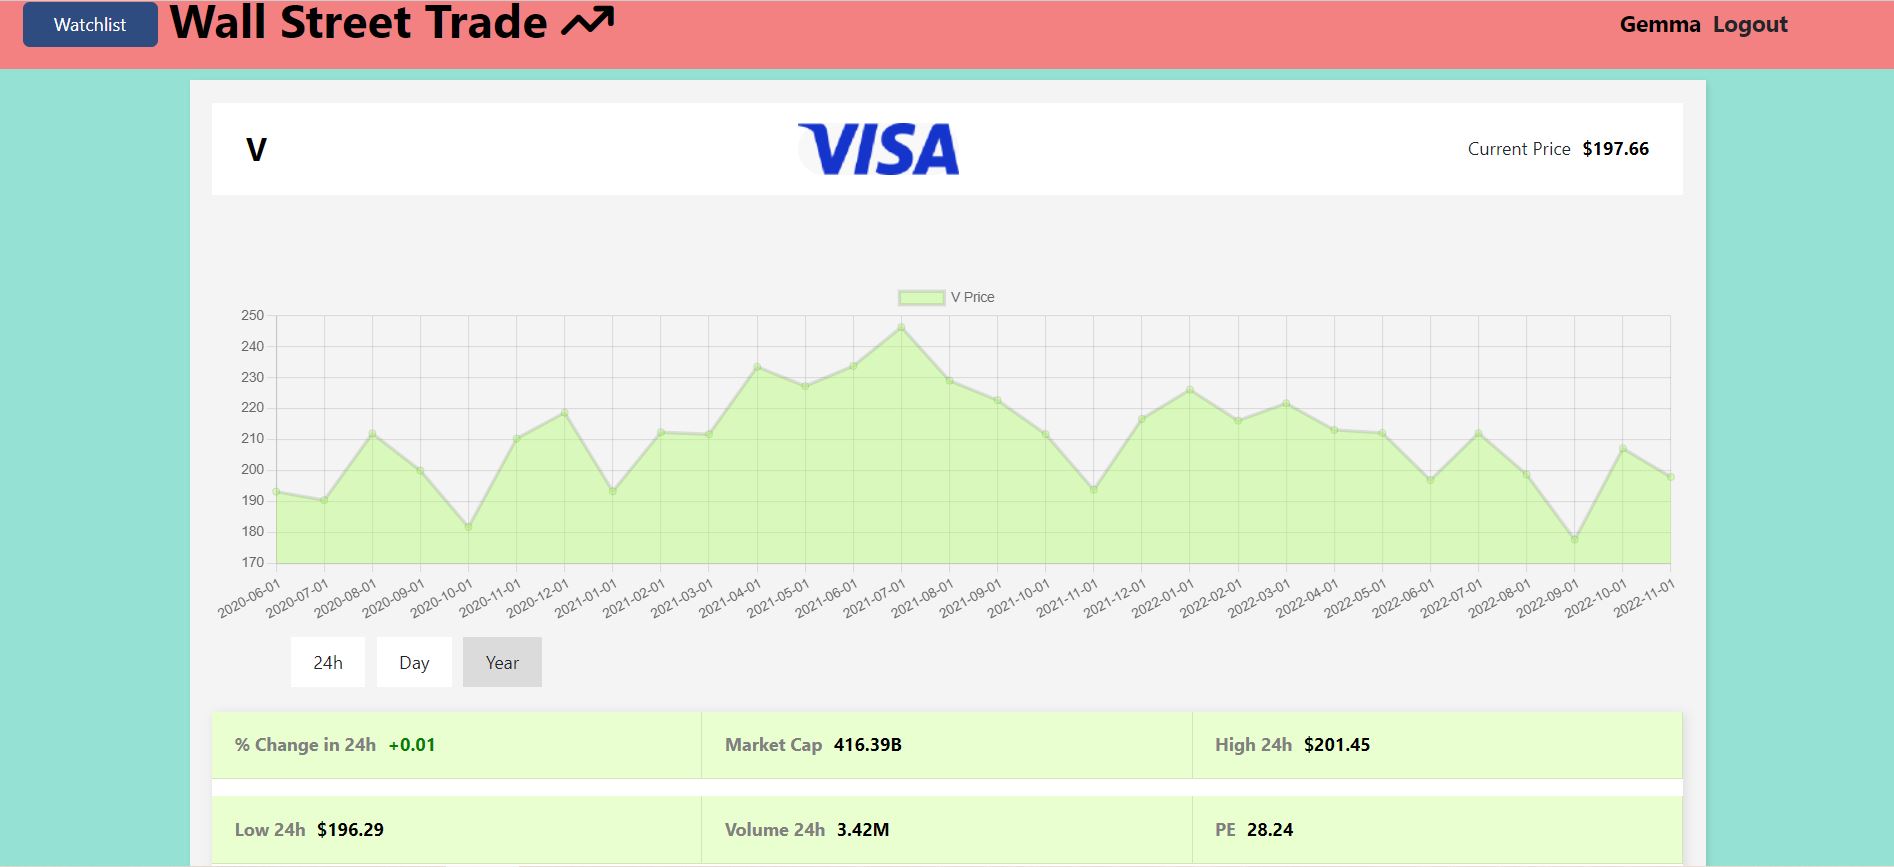 Watchlist Wall Street Trade Gemma Logout
V VISA Current Price $197.66
V Price
250
240
230
220
210
200
190
180
170
2020-06-01 2020-07-01 2020-08-01 2020-09-01 2020-10-01 2020-11-01 2020-12-01 2021-01-01 2021-02-01 2021-03-01 2021-04-01 2021-05-01 2021-06-01 2021-07-01 2021-08-01 2021-09-01 2021-10-01 2021-11-01 2021-12-01 2022-01-01 2022-02-01 2022-03-01 2022-04-01 2022-05-01 2022-06-01 2022-07-01 2022-08-01 2022-09-01 2022-10-01 2022-11-01
24h Day Year
% Change in 24h +0.01 Market Cap 416.39B High 24h $201.45
Low 24h $196.29 Volume 24h 3.42M PE 28.24